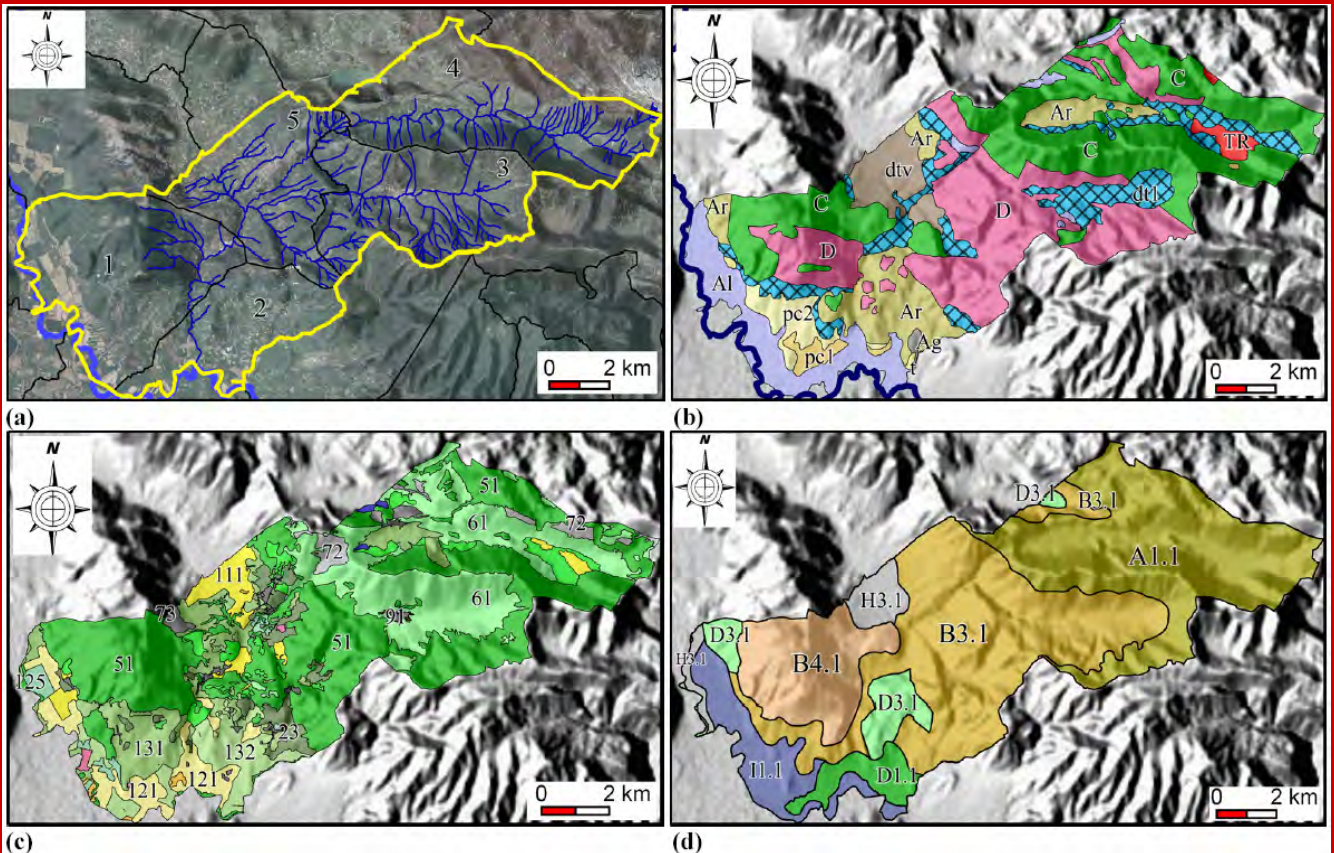 N
4
5
3
1
2
0 2 km
(a)
N
C
Ar
TR
C
Ar
dtv
dt1
Ar
C
D
D
Al
pc2
Ar
pc1
Ag
t
0 2 km
(b)
N
51
61
72
72
111
61
73
91
51
51
125
131
132
23
121
121
0 2 km
(c)
N
D3.1
B3.1
A1.1
H3.1
D3.1
B3.1
H3.1
B4.1
D3.1
I1.1
D1.1
0 2 km
(d)